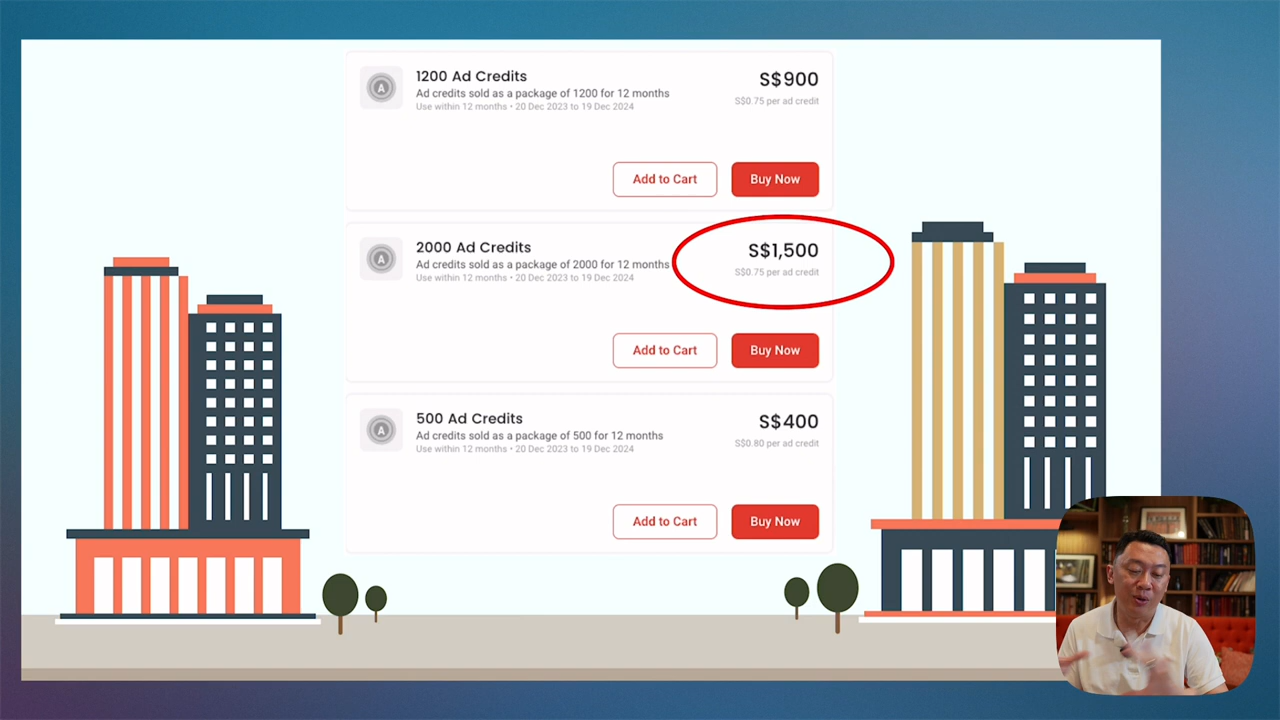 1200 Ad Credits
S$900
A
Ad credits sold as a package of 1200 for 12 months
S$0.75 per ad credit
Use within 12 months • 20 Dec 2023 to 19 Dec 2024
Add to Cart
Buy Now
2000 Ad Credits
S$1,500
A
Ad credits sold as a package of 2000 for 12 months
S$0.75 per ad credit
Use within 12 months • 20 Dec 2023 to 19 Dec 2024
Add to Cart
Buy Now
500 Ad Credits
S$400
A
Ad credits sold as a package of 500 for 12 months
S$0.80 per ad credit
Use within 12 months • 20 Dec 2023 to 19 Dec 2024
Add to Cart
Buy Now